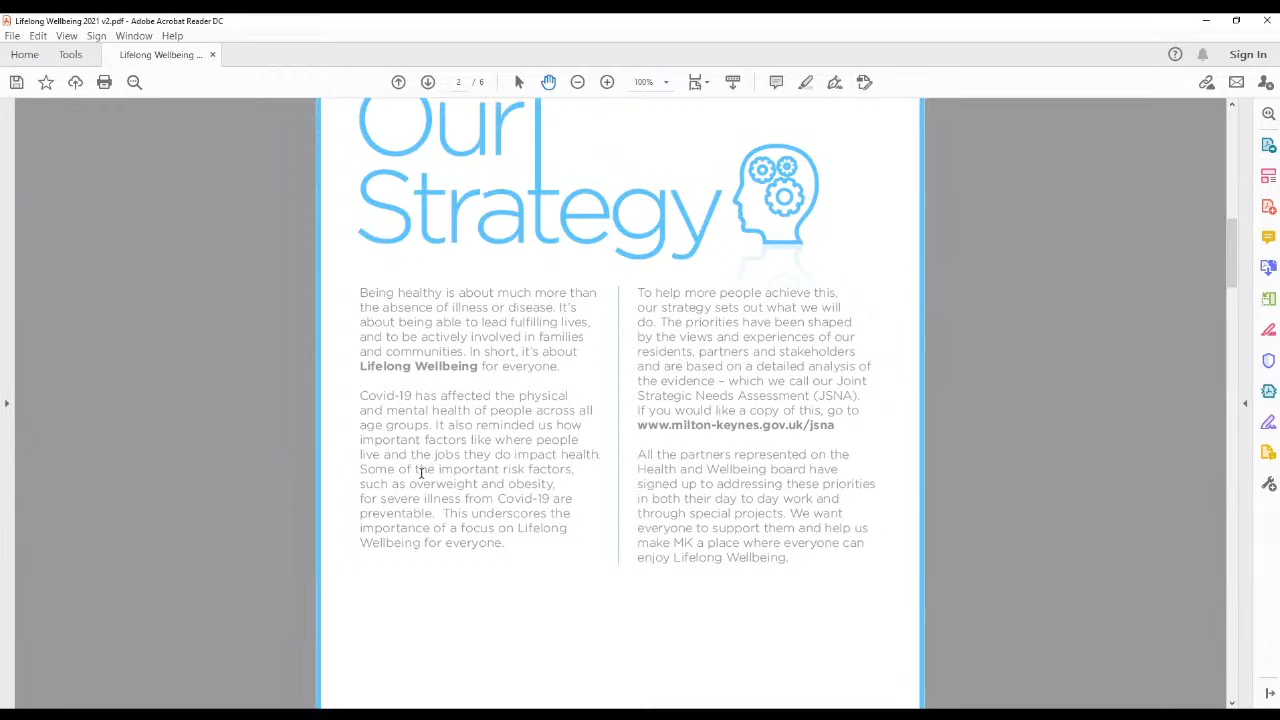 Lifelong Wellbeing 2021 v2.pdf - Adobe Acrobat Reader DC
File Edit View Sign Window Help
Home Tools Lifelong Wellbeing ... × Sign In
2 / 6 100%
Our
Strategy
Being healthy is about much more than
the absence of illness or disease. It's
about being able to lead fulfilling lives,
and to be actively involved in families
and communities. In short, it's about
Lifelong Wellbeing for everyone.
Covid-19 has affected the physical
and mental health of people across all
age groups. It also reminded us how
important factors like where people
live and the jobs they do impact health.
Some of the important risk factors,
such as overweight and obesity,
for severe illness from Covid-19 are
preventable. This underscores the
importance of a focus on Lifelong
Wellbeing for everyone.
To help more people achieve this,
our strategy sets out what we will
do. The priorities have been shaped
by the views and experiences of our
residents, partners and stakeholders
and are based on a detailed analysis of
the evidence – which we call our Joint
Strategic Needs Assessment (JSNA).
If you would like a copy of this, go to
www.milton-keynes.gov.uk/jsna
All the partners represented on the
Health and Wellbeing board have
signed up to addressing these priorities
in both their day to day work and
through special projects. We want
everyone to support them and help us
make MK a place where everyone can
enjoy Lifelong Wellbeing.